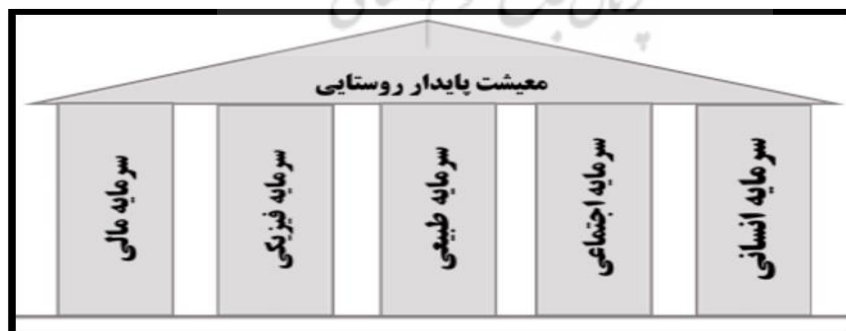 معیشت پایدار روستایی
سرمایه انسانی
سرمایه اجتماعی
سرمایه طبیعی
سرمایه فیزیکی
سرمایه مالی